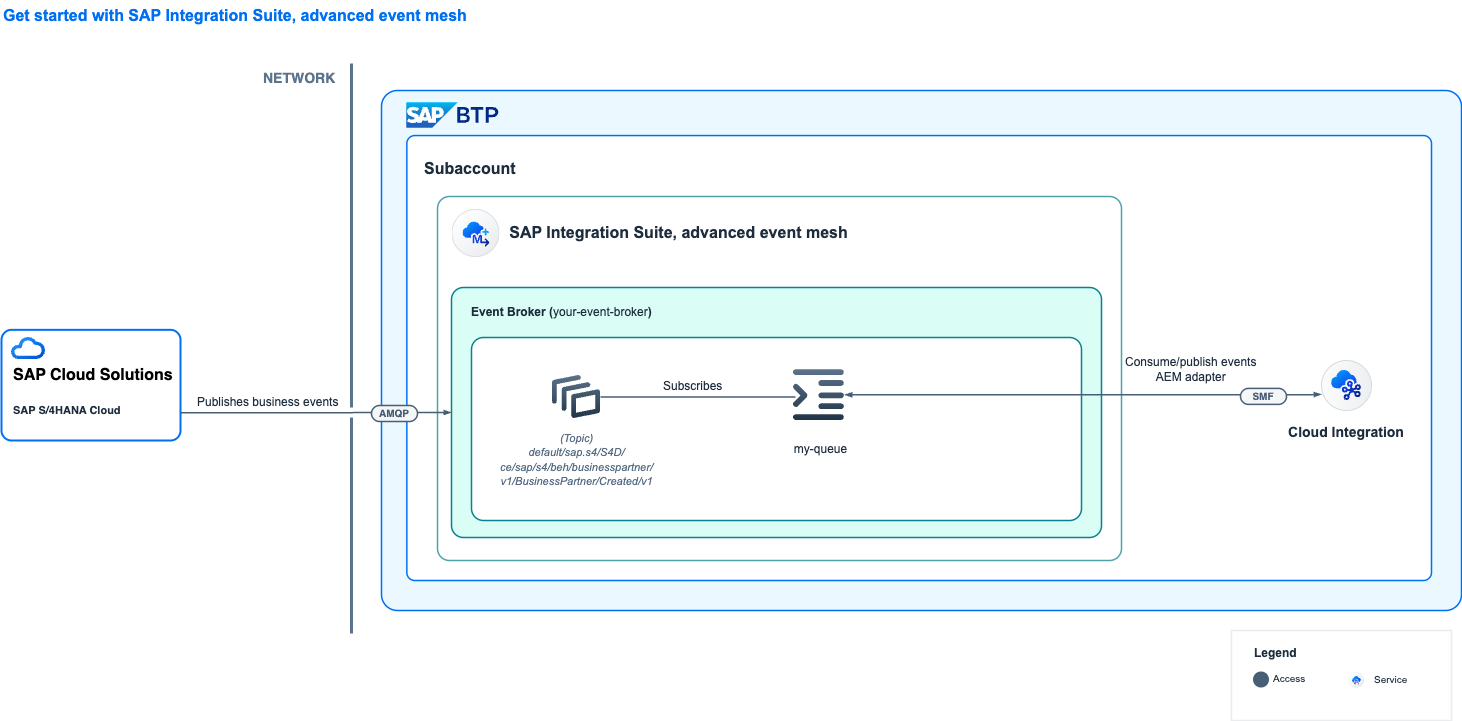 Get started with SAP Integration Suite, advanced event mesh
NETWORK
SAP BTP
Subaccount
SAP Integration Suite, advanced event mesh
M
Event Broker (your-event-broker)
SAP Cloud Solutions
SAP S/4HANA Cloud
Publishes business events
AMQP
Subscribes
(Topic)
default/sap.s4/S4D/
ce/sap/s4/beh/businesspartner/
v1/BusinessPartner/Created/v1
my-queue
Consume/publish events
AEM adapter
SMF
Cloud Integration
Legend
Access
Service